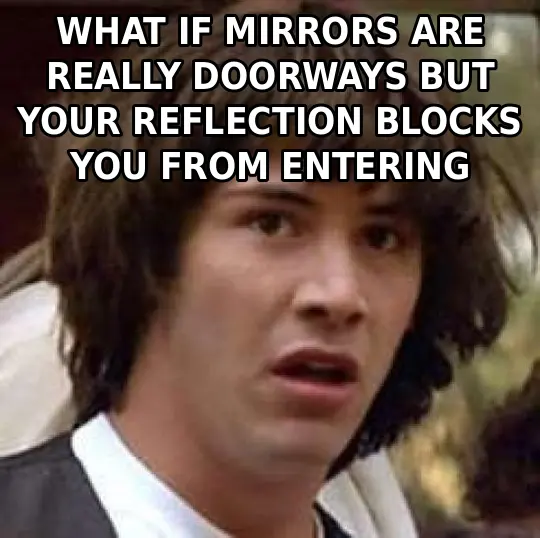 WHAT IF MIRRORS ARE
REALLY DOORWAYS BUT
YOUR REFLECTION BLOCKS
YOU FROM ENTERING